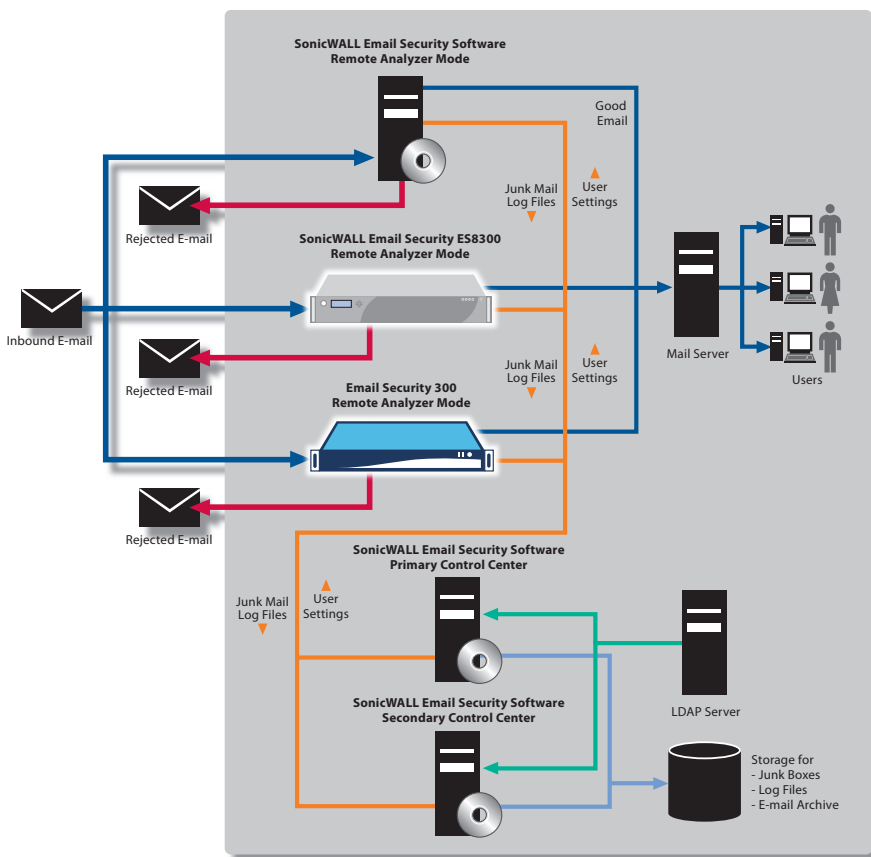 SonicWALL Email Security Software
Remote Analyzer Mode
Good
Email
Junk Mail
Log Files
User
Settings
Rejected E-mail
SonicWALL Email Security ES8300
Remote Analyzer Mode
Inbound E-mail
Mail Server
Users
Rejected E-mail
Junk Mail
Log Files
User
Settings
Email Security 300
Remote Analyzer Mode
Rejected E-mail
SonicWALL Email Security Software
Primary Control Center
Junk Mail
Log Files
User
Settings
SonicWALL Email Security Software
Secondary Control Center
LDAP Server
Storage for
- Junk Boxes
- Log Files
- E-mail Archive